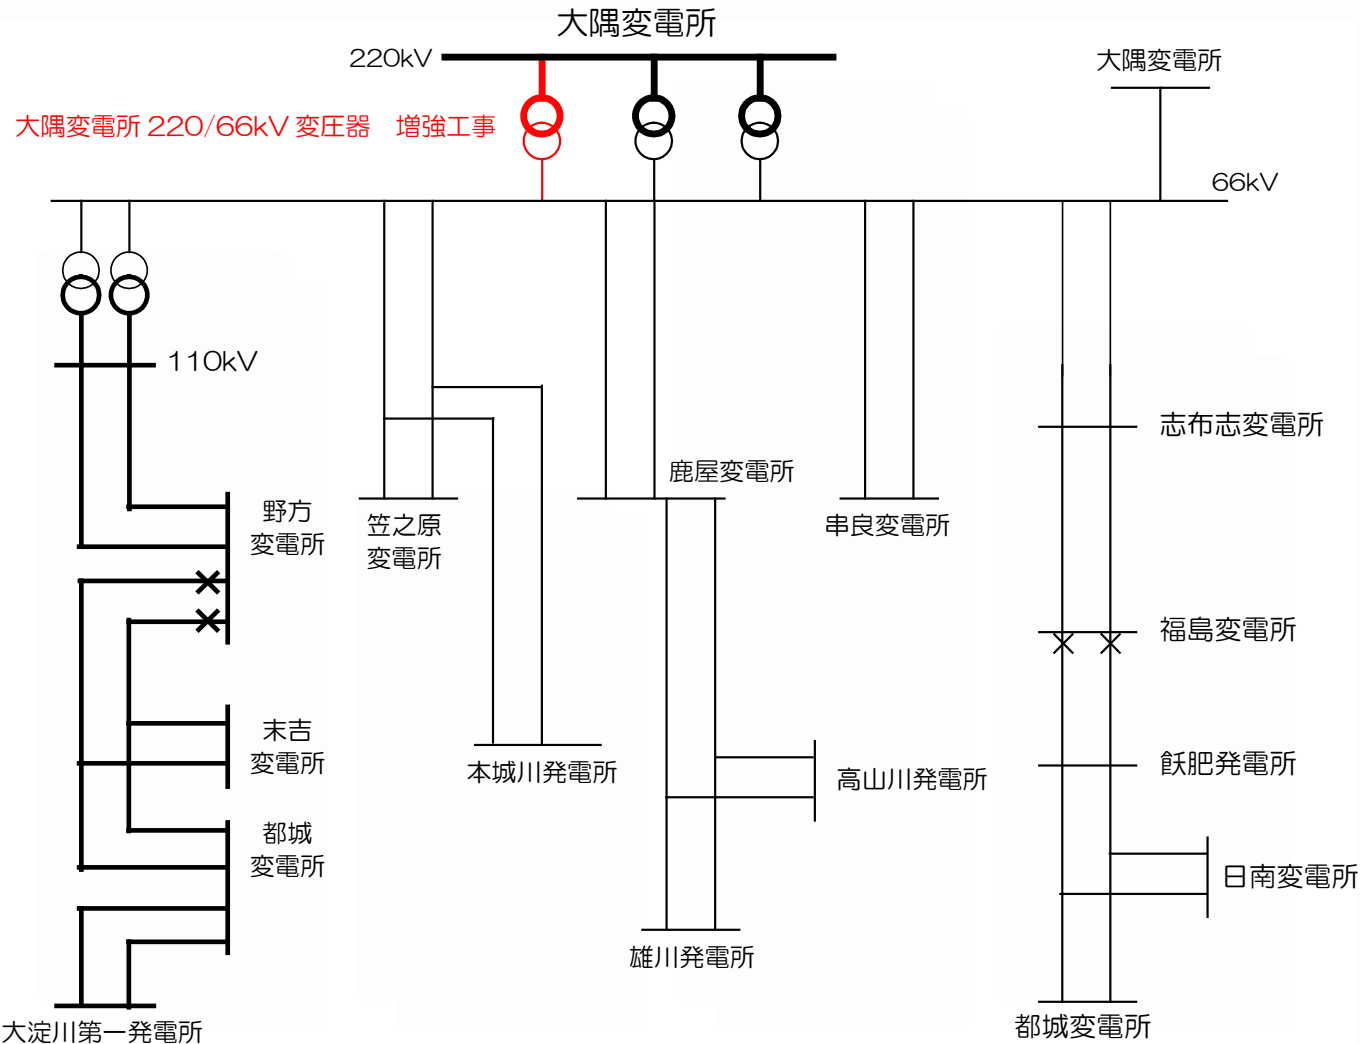 大隅変電所
220kV
大隅変電所
大隅変電所 220/66kV 変圧器　増強工事
66kV
110kV
志布志変電所
鹿屋変電所
野方
変電所
笠之原
変電所
串良変電所
福島変電所
末吉
変電所
飫肥発電所
本城川発電所
高山川発電所
都城
変電所
日南変電所
雄川発電所
大淀川第一発電所
都城変電所